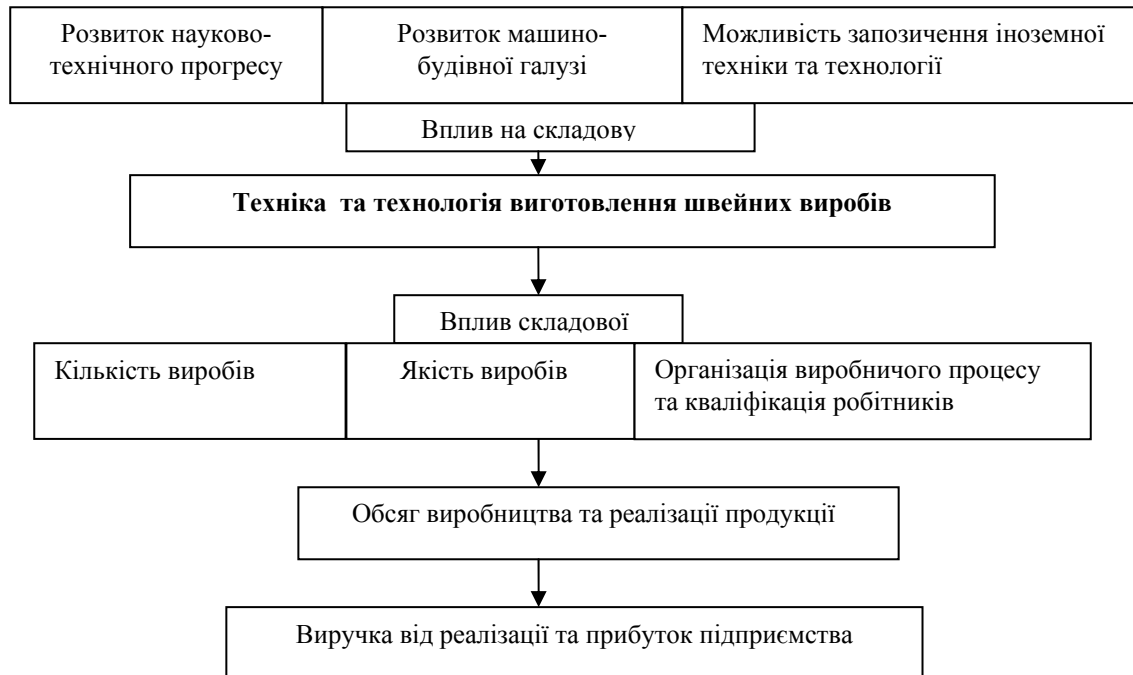 Розвиток науково-
технічного прогресу
Розвиток машино-
будівної галузі
Можливість запозичення іноземної
техніки та технології
Вплив на складову
Техніка та технологія виготовлення швейних виробів
Вплив складової
Кількість виробів
Якість виробів
Організація виробничого процесу
та кваліфікація робітників
Обсяг виробництва та реалізації продукції
Виручка від реалізації та прибуток підприємства